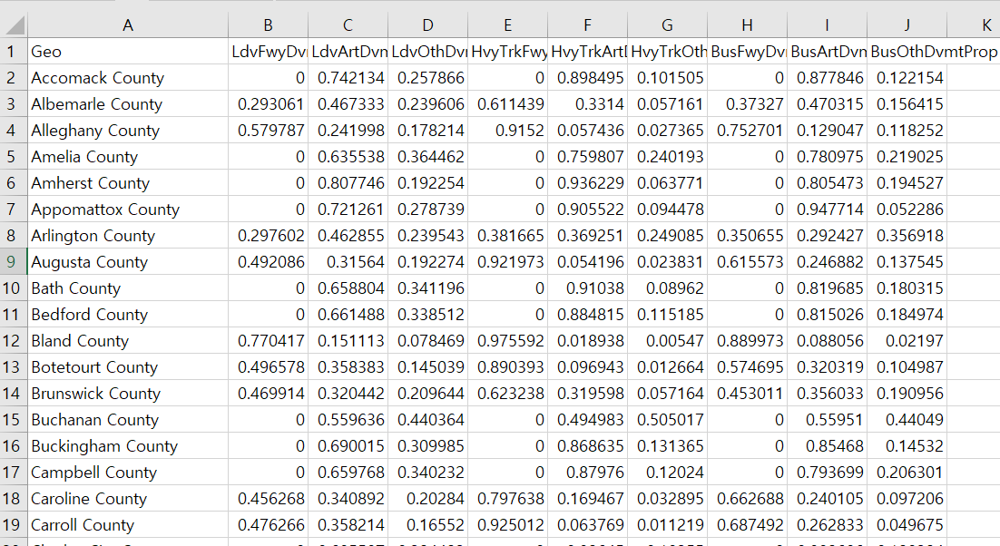 A B C D E F G H I J K
1 Geo LdvFwyDv LdvArtDvn LdvOthDv HvyTrkFwy HvyTrkArt HvyTrkOth BusFwyDv BusArtDvn BusOthDvmtProp
2 Accomack County 0 0.742134 0.257866 0 0.898495 0.101505 0 0.877846 0.122154
3 Albemarle County 0.293061 0.467333 0.239606 0.611439 0.3314 0.057161 0.37327 0.470315 0.156415
4 Alleghany County 0.579787 0.241998 0.178214 0.9152 0.057436 0.027365 0.752701 0.129047 0.118252
5 Amelia County 0 0.635538 0.364462 0 0.759807 0.240193 0 0.780975 0.219025
6 Amherst County 0 0.807746 0.192254 0 0.936229 0.063771 0 0.805473 0.194527
7 Appomattox County 0 0.721261 0.278739 0 0.905522 0.094478 0 0.947714 0.052286
8 Arlington County 0.297602 0.462855 0.239543 0.381665 0.369251 0.249085 0.350655 0.292427 0.356918
9 Augusta County 0.492086 0.31564 0.192274 0.921973 0.054196 0.023831 0.615573 0.246882 0.137545
10 Bath County 0 0.658804 0.341196 0 0.91038 0.08962 0 0.819685 0.180315
11 Bedford County 0 0.661488 0.338512 0 0.884815 0.115185 0 0.815026 0.184974
12 Bland County 0.770417 0.151113 0.078469 0.975592 0.018938 0.00547 0.889973 0.088056 0.02197
13 Botetourt County 0.496578 0.358383 0.145039 0.890393 0.096943 0.012664 0.574695 0.320319 0.104987
14 Brunswick County 0.469914 0.320442 0.209644 0.623238 0.319598 0.057164 0.453011 0.356033 0.190956
15 Buchanan County 0 0.559636 0.440364 0 0.494983 0.505017 0 0.55951 0.44049
16 Buckingham County 0 0.690015 0.309985 0 0.868635 0.131365 0 0.85468 0.14532
17 Campbell County 0 0.659768 0.340232 0 0.87976 0.12024 0 0.793699 0.206301
18 Caroline County 0.456268 0.340892 0.20284 0.797638 0.169467 0.032895 0.662688 0.240105 0.097206
19 Carroll County 0.476266 0.358214 0.16552 0.925012 0.063769 0.011219 0.687492 0.262833 0.049675